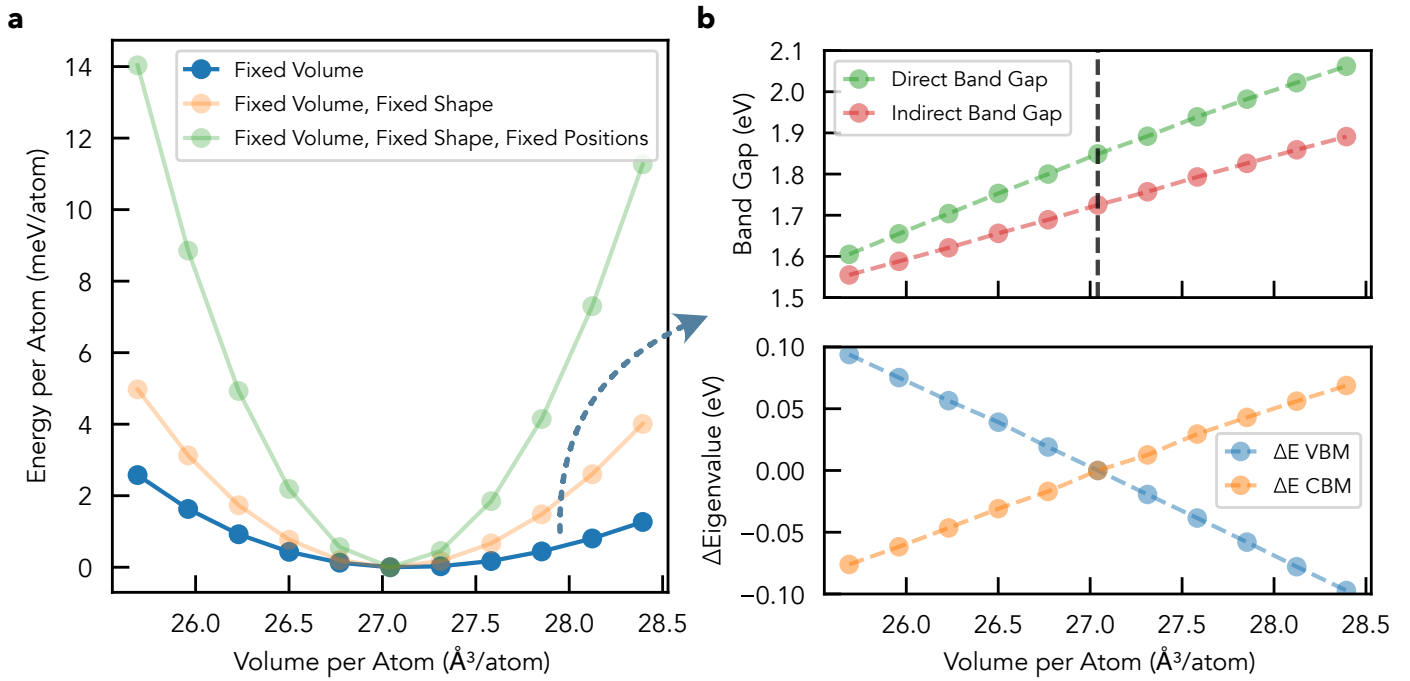 a
Energy per Atom (meV/atom)
14
12
10
8
6
4
2
0
Fixed Volume
Fixed Volume, Fixed Shape
Fixed Volume, Fixed Shape, Fixed Positions
26.0 26.5 27.0 27.5 28.0 28.5
Volume per Atom (Å³/atom)
b
Band Gap (eV)
2.1
2.0
1.9
1.8
1.7
1.6
1.5
Direct Band Gap
Indirect Band Gap
ΔEigenvalue (eV)
0.10
0.05
0.00
−0.05
−0.10
ΔE VBM
ΔE CBM
26.0 26.5 27.0 27.5 28.0 28.5
Volume per Atom (Å³/atom)